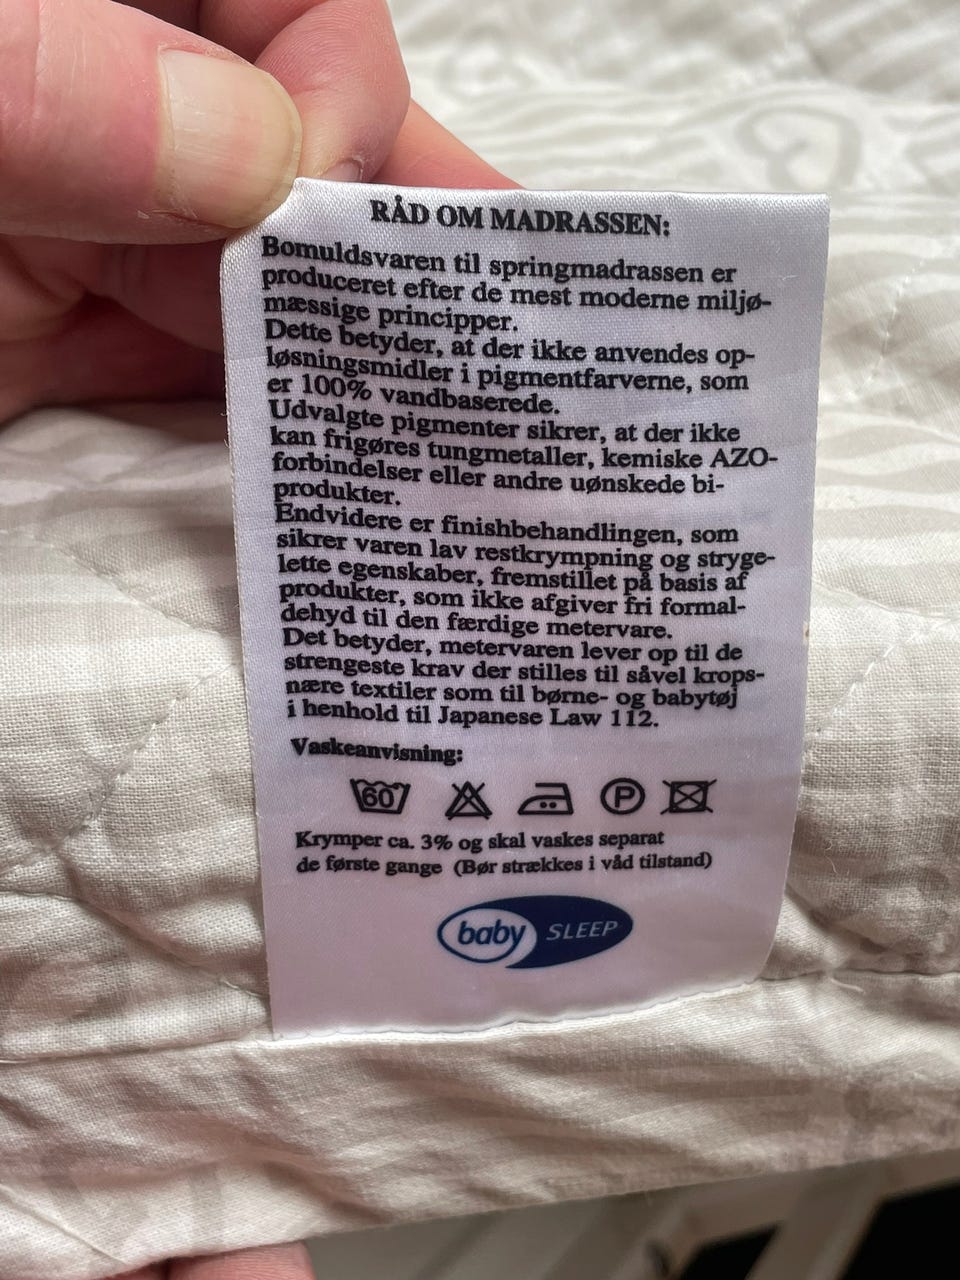 RÅD OM MADRASSEN:
Bomuldsvaren til springmadrassen er
produceret efter de mest moderne miljø-
mæssige principper.
Dette betyder, at der ikke anvendes op-
løsningsmidler i pigmentfarverne, som
er 100% vandbaserede.
Udvalgte pigmenter sikrer, at der ikke
kan frigøres tungmetaller, kemiske AZO-
forbindelser eller andre uønskede bi-
produkter.
Endvidere er finishbehandlingen, som
sikrer varen lav restkrympning og stryge-
lette egenskaber, fremstillet på basis af
produkter, som ikke afgiver fri formal-
dehyd til den færdige metervare.
Det betyder, metervaren lever op til de
strengeste krav der stilles til såvel krops-
nære textiler som til børne- og babytøj
i henhold til Japanese Law 112.
Vaskeanvisning:
60 P
Krymper ca. 3% og skal vaskes separat
de første gange (Bør strækkes i våd tilstand)
baby SLEEP